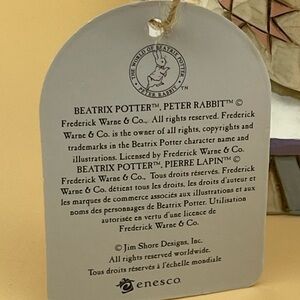 THE WORLD OF BEATRIX POTTER
PETER RABBIT
BEATRIX POTTER™, PETER RABBIT™ ©
Frederick Warne & Co., All rights reserved. Frederick
Warne & Co. is the owner of all rights, copyrights and
trademarks in the Beatrix Potter character name and
illustrations. Licensed by Frederick Warne & Co.
BEATRIX POTTER™, PIERRE LAPIN™ ©
Frederick Warne & Co., Tous droits réservés. Frederick
Warne & Co. détient tous les droits, les droits d'auteur et
les marques de commerce associés aux illustrations et aux
noms des personnages de Beatrix Potter. Utilisation
autorisée en vertu d'une licence de
Frederick Warne & Co.
© Jim Shore Designs, Inc.
All rights reserved worldwide.
Tous droits réservés à l'échelle mondiale
enesco